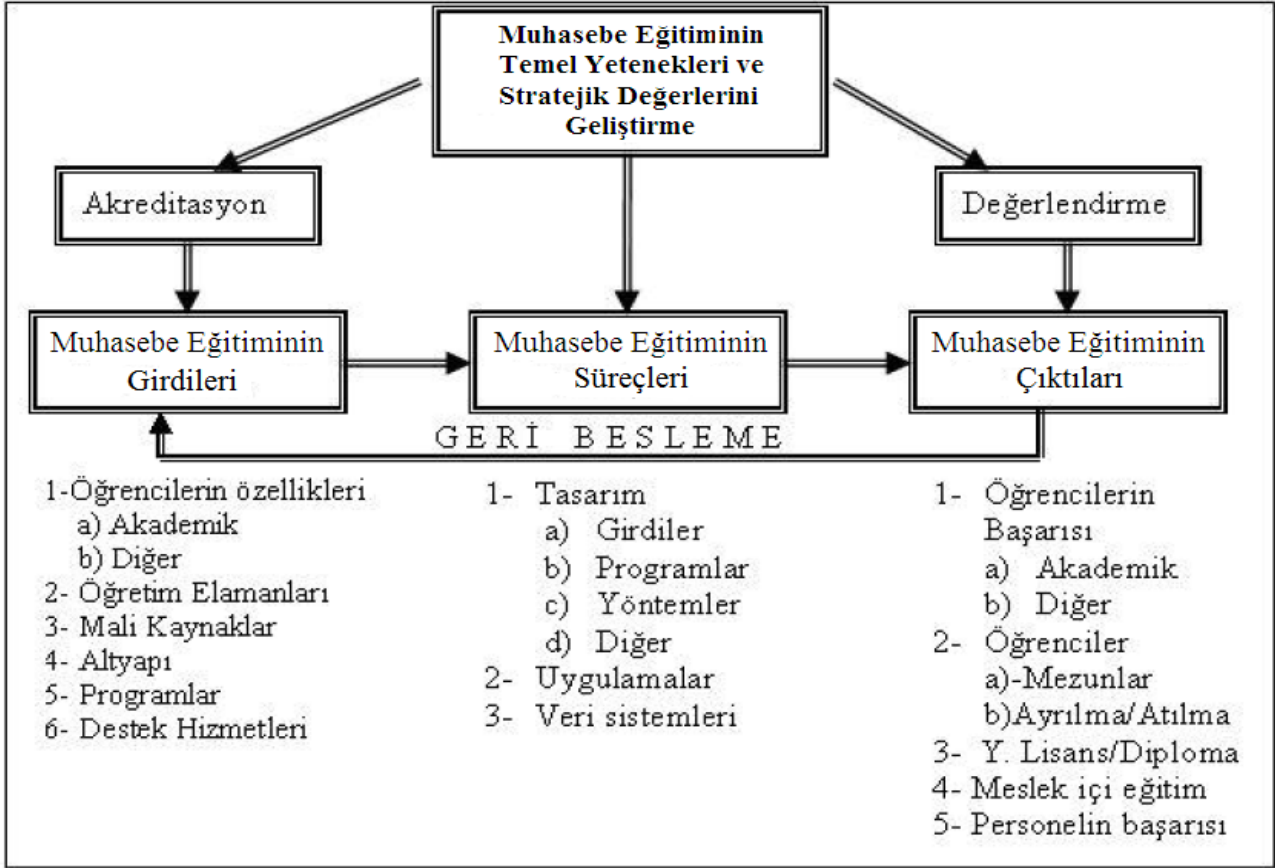 Muhasebe Eğitiminin
Temel Yetenekleri ve
Stratejik Değerlerini
Geliştirme
Akreditasyon
Değerlendirme
Muhasebe Eğitiminin
Girdileri
Muhasebe Eğitiminin
Süreçleri
Muhasebe Eğitiminin
Çıktıları
GERİ BESLEME
1-Öğrencilerin özellikleri
a) Akademik
b) Diğer
2- Öğretim Elamanları
3- Mali Kaynaklar
4- Altyapı
5- Programlar
6- Destek Hizmetleri
1- Tasarım
a) Girdiler
b) Programlar
c) Yöntemler
d) Diğer
2- Uygulamalar
3- Veri sistemleri
1- Öğrencilerin
Başarısı
a) Akademik
b) Diğer
2- Öğrenciler
a)-Mezunlar
b)Ayrılma/Atılma
3- Y. Lisans/Diploma
4- Meslek içi eğitim
5- Personelin başarısı